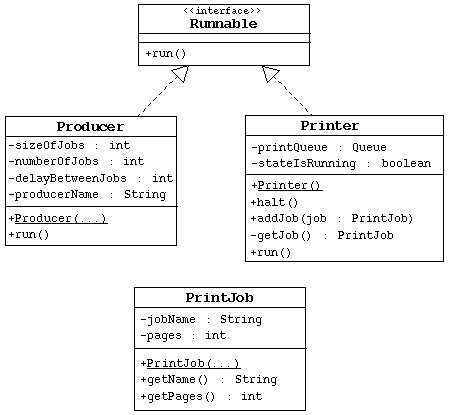 <<interface>>
Runnable
+run()
Producer
-sizeOfJobs : int
-numberOfJobs : int
-delayBetweenJobs : int
-producerName : String
+Producer(...)
+run()
Printer
-printQueue : Queue
-stateIsRunning : boolean
+Printer()
+halt()
+addJob(job : PrintJob)
-getJob() : PrintJob
+run()
PrintJob
-jobName : String
-pages : int
+PrintJob(...)
+getName() : String
+getPages() : int